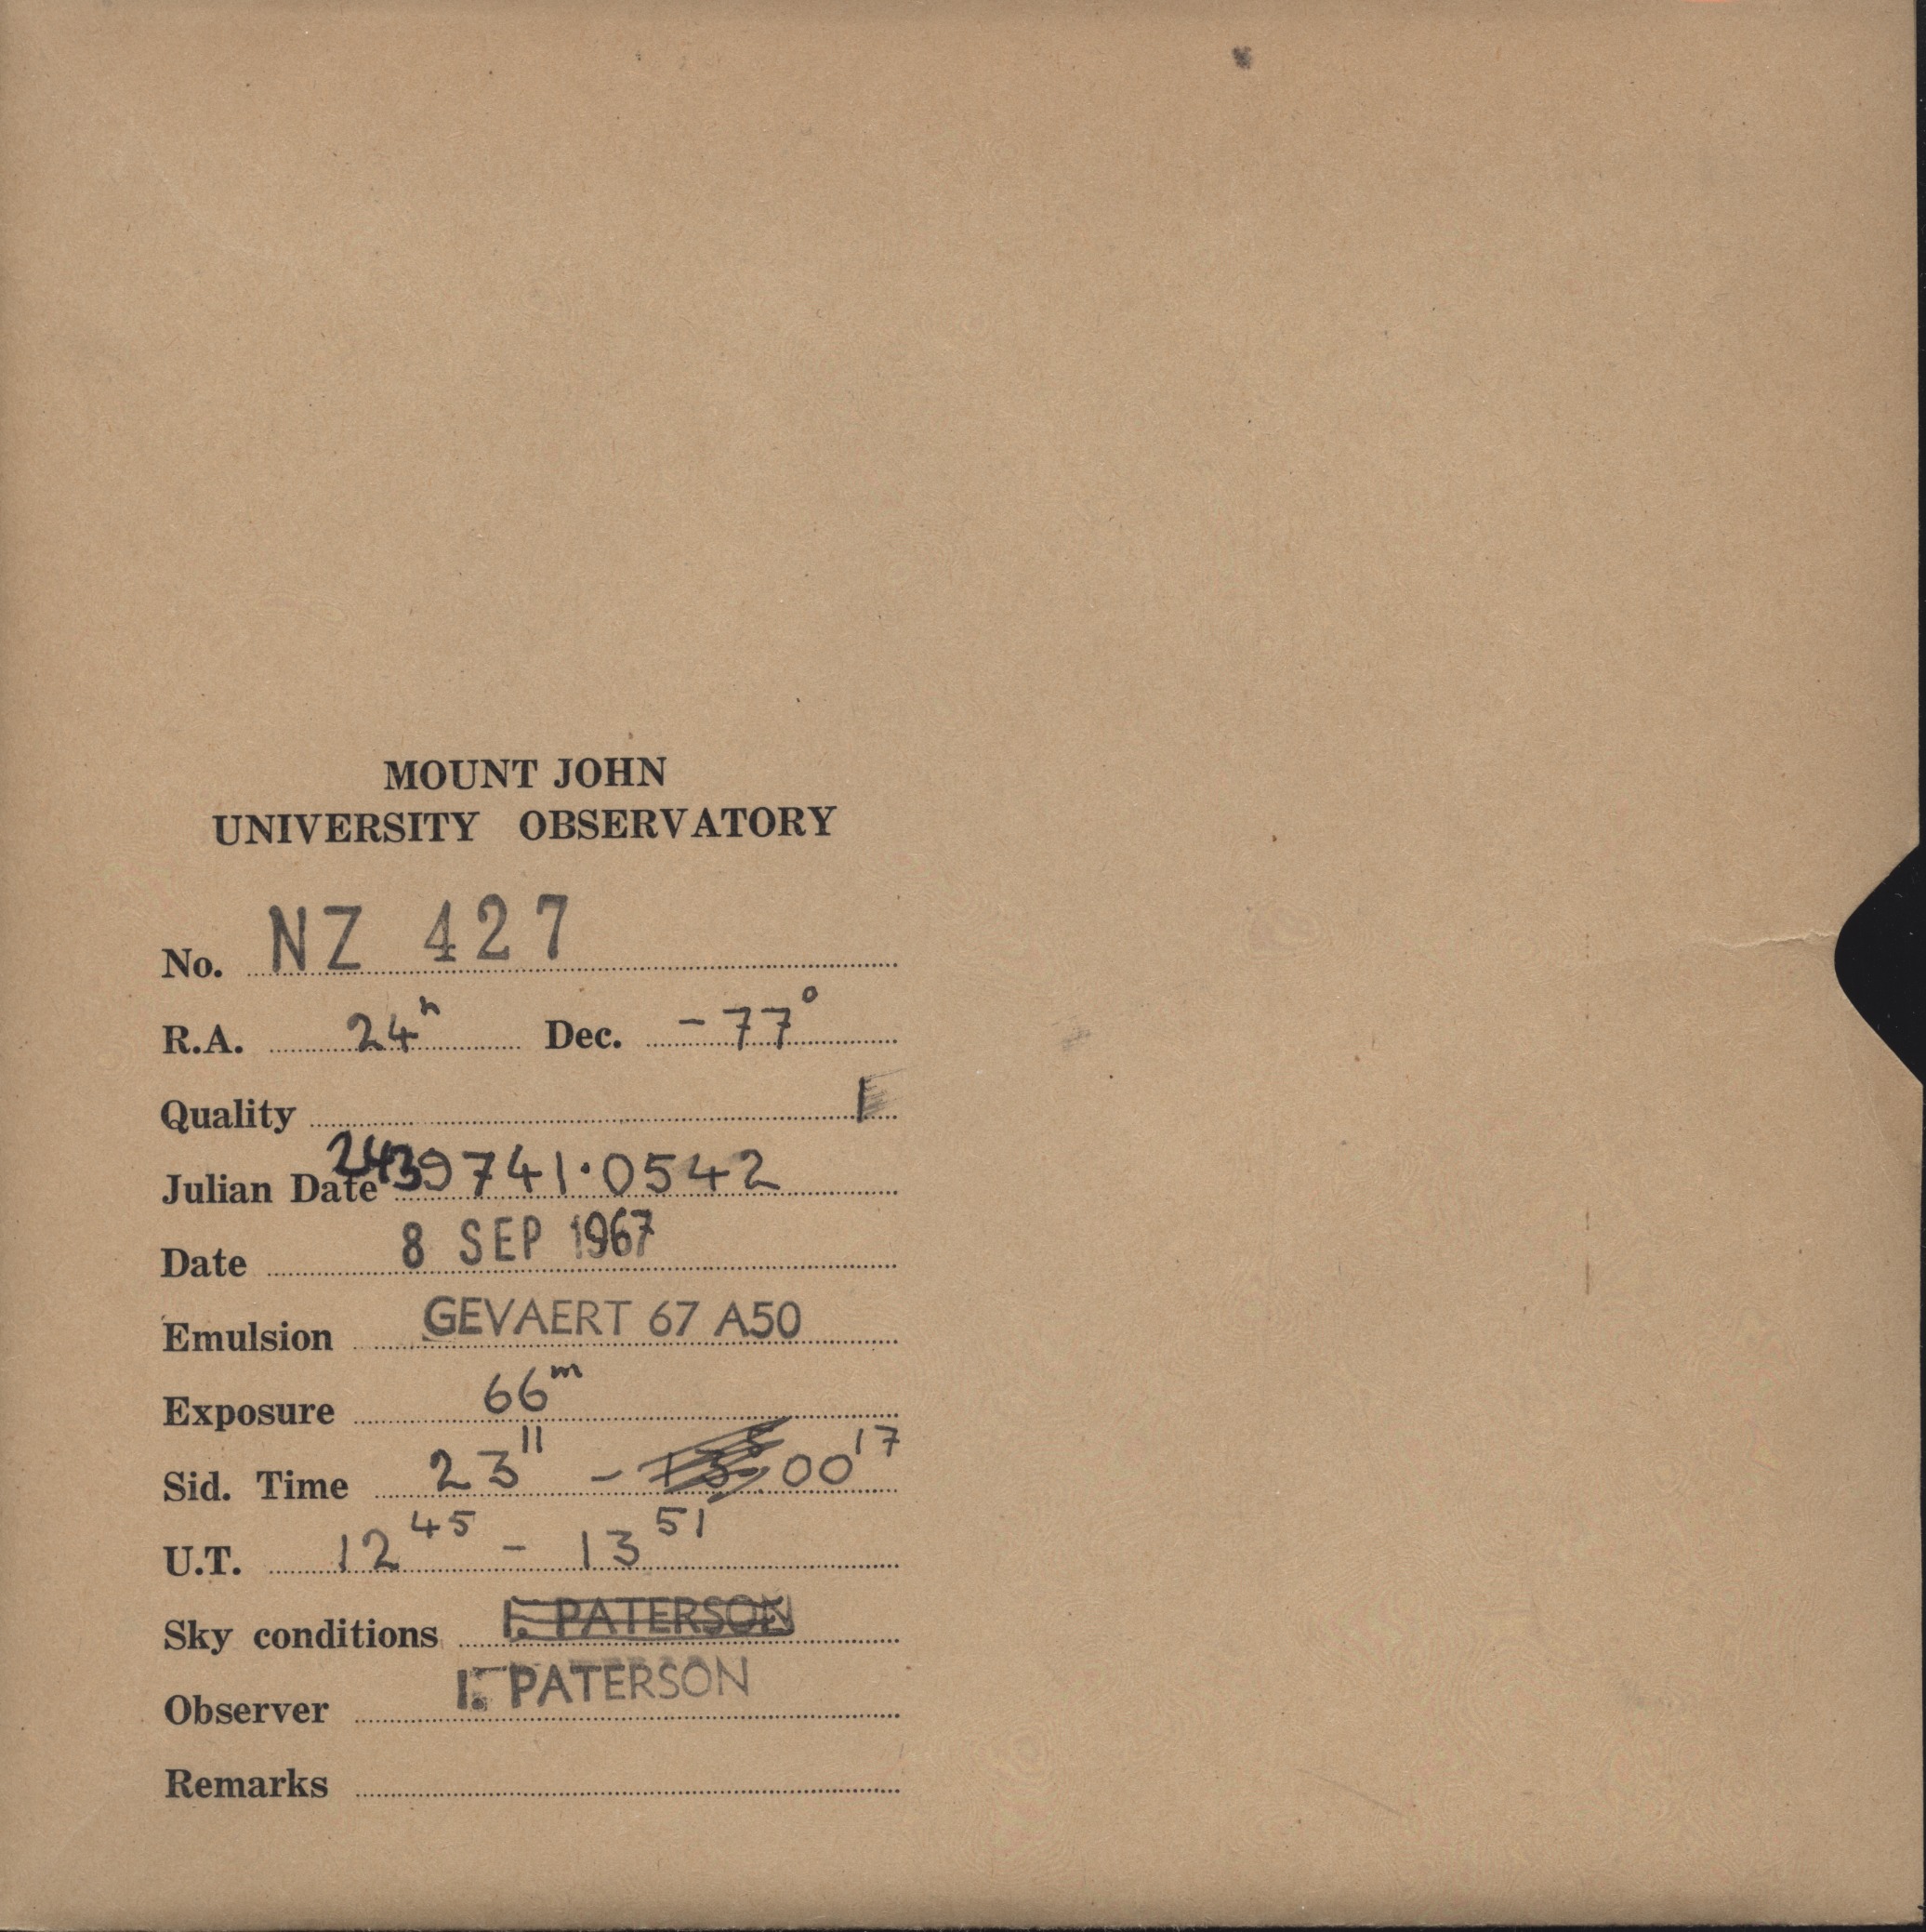 MOUNT JOHN
UNIVERSITY OBSERVATORY
No. NZ 427
R.A. 24h Dec. -77°
Quality
Julian Date 2439741.0542
Date 8 SEP 1967
Emulsion GEVAERT 67 A50
Exposure 66m
Sid. Time 23 11 - 00 17
U.T. 12 45 - 13 51
Sky conditions I. PATERSON
Observer I. PATERSON
Remarks